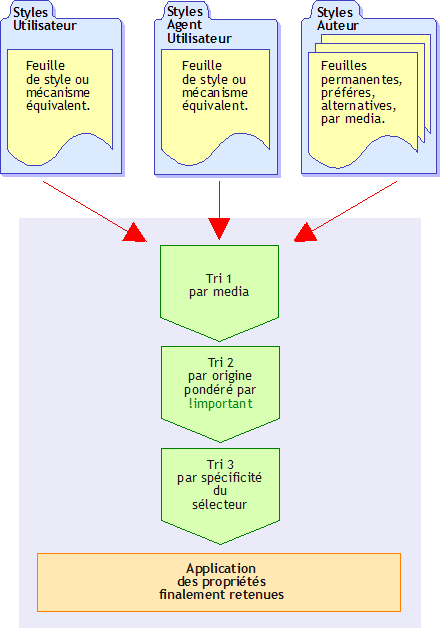 Styles
Utilisateur
Feuille
de style ou
mécanisme
équivalent.
Styles
Agent
Utilisateur
Feuille
de style ou
mécanisme
équivalent.
Styles
Auteur
Feuilles
permanentes,
préféres,
alternatives,
par media.
Tri 1
par media
Tri 2
par origine
pondéré par
!important
Tri 3
par spécificité
du
sélecteur
Application
des propriétés
finalement retenues